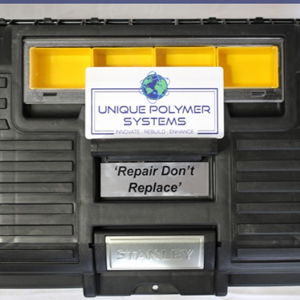 UNIQUE POLYMER
SYSTEMS
INNOVATE . REBUILD . ENHANCE
'Repair Don't
Replace'
STANLEY